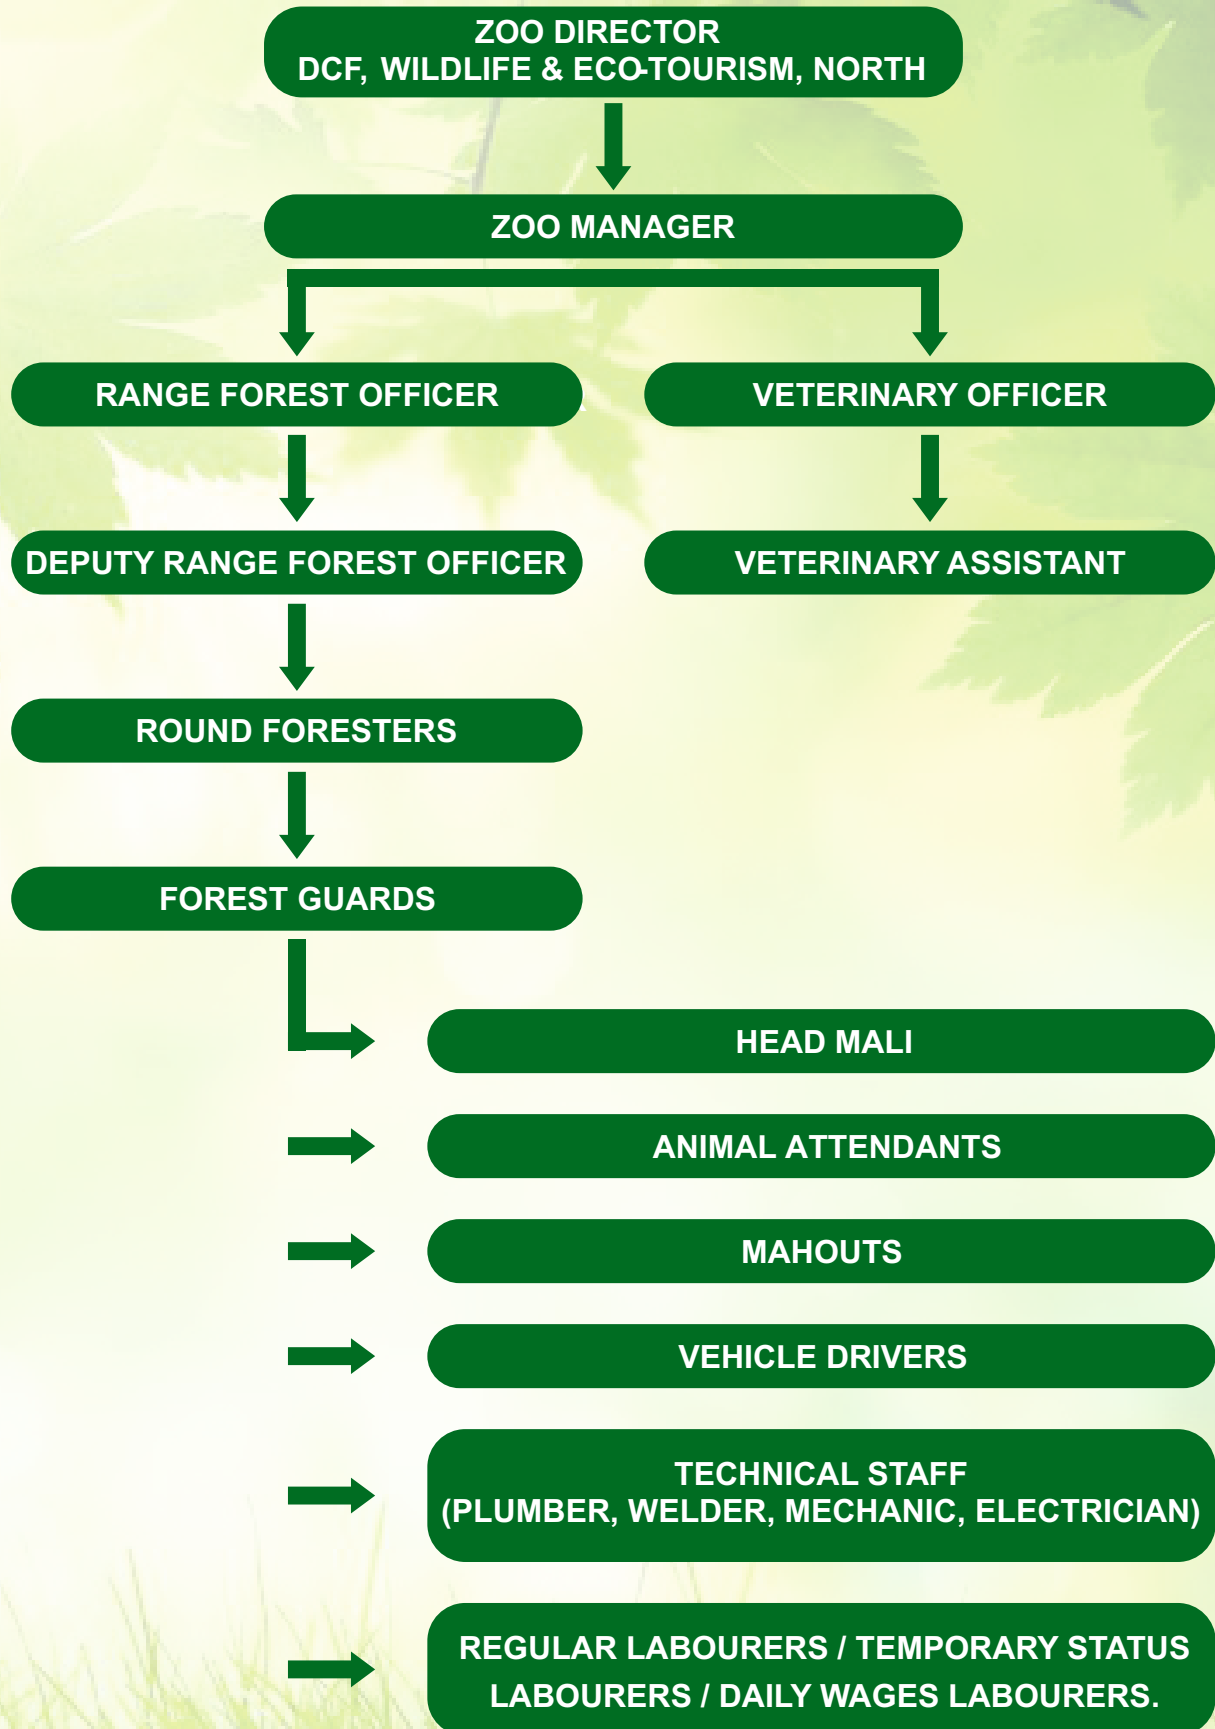 ZOO DIRECTOR
DCF, WILDLIFE & ECO-TOURISM, NORTH
ZOO MANAGER
RANGE FOREST OFFICER
VETERINARY OFFICER
DEPUTY RANGE FOREST OFFICER
VETERINARY ASSISTANT
ROUND FORESTERS
FOREST GUARDS
HEAD MALI
ANIMAL ATTENDANTS
MAHOUTS
VEHICLE DRIVERS
TECHNICAL STAFF
(PLUMBER, WELDER, MECHANIC, ELECTRICIAN)
REGULAR LABOURERS / TEMPORARY STATUS
LABOURERS / DAILY WAGES LABOURERS.